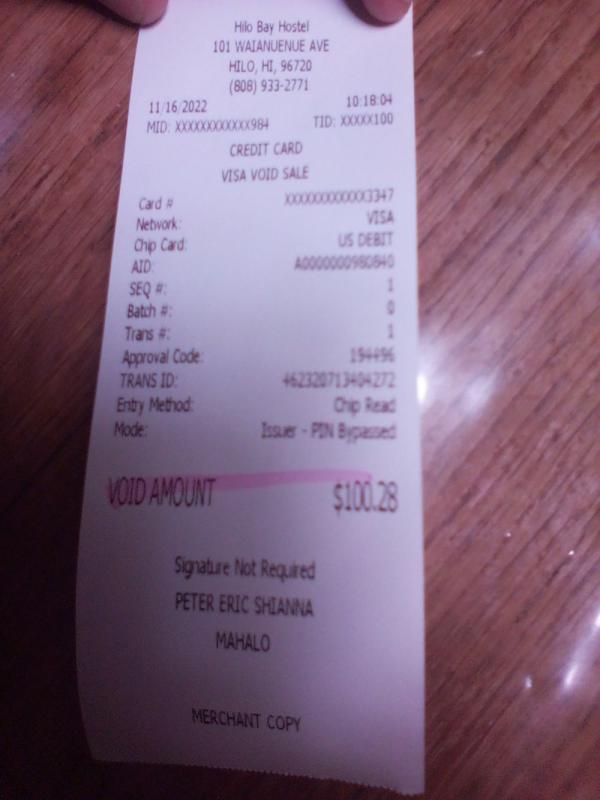 Hilo Bay Hostel
101 WAIANUENUE AVE
HILO, HI, 96720
(808) 933-2771
11/16/2022 10:18:04
MID: XXXXXXXXXXXX984 TID: XXXXX100
CREDIT CARD
VISA VOID SALE
Card # XXXXXXXXXXXX3347
Network: VISA
Chip Card: US DEBIT
AID: A0000000980840
SEQ #: 1
Batch #: 0
Trans #: 1
Approval Code: 194496
TRANS ID: 462320713404272
Entry Method: Chip Read
Mode: Issuer - PIN Bypassed
VOID AMOUNT $100.28
Signature Not Required
PETER ERIC SHIANNA
MAHALO
MERCHANT COPY